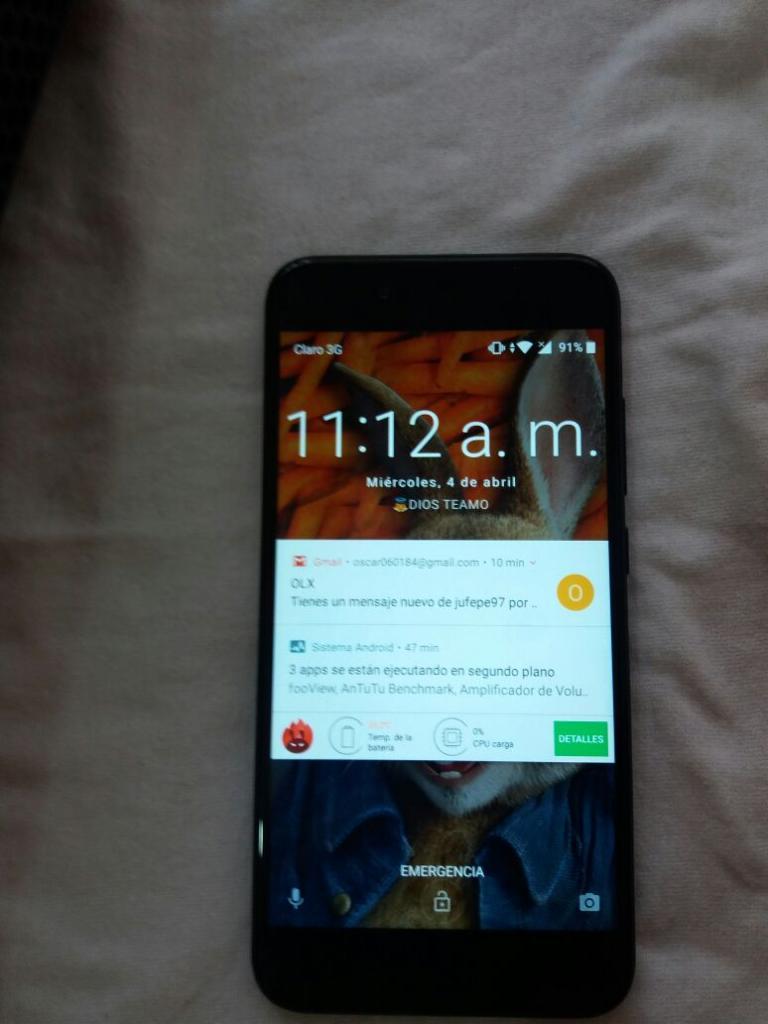 Claro 3G 91%
11:12 a. m.
Miércoles, 4 de abril
DIOS TEAMO
Gmail • oscar060184@gmail.com • 10 min
OLX
Tienes un mensaje nuevo de jufepe97 por ..
O
Sistema Android • 47 min
3 apps se están ejecutando en segundo plano
fooView, AnTuTu Benchmark, Amplificador de Volu..
Temp. de la
batería
0%
CPU carga
DETALLES
EMERGENCIA